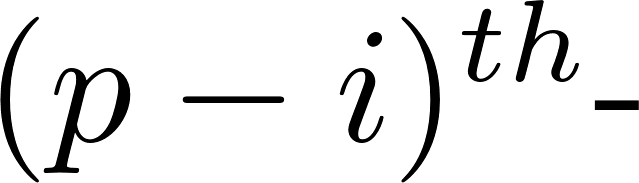 (p − i)^{th}-